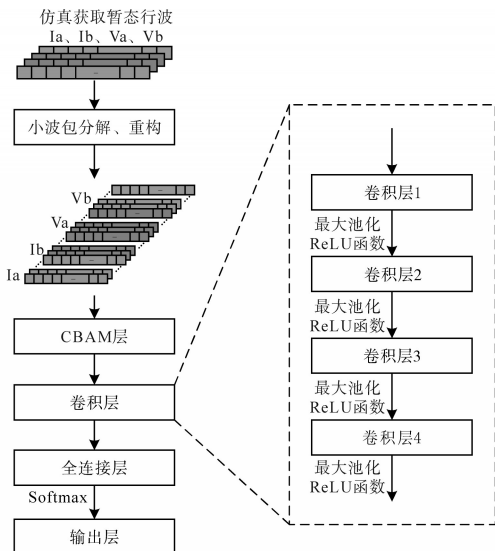 仿真获取暂态行波
Ia、Ib、Va、Vb
小波包分解、重构
Vb
Va
Ib
Ia
CBAM层
卷积层
全连接层
Softmax
输出层
卷积层1
最大池化
ReLU函数
卷积层2
最大池化
ReLU函数
卷积层3
最大池化
ReLU函数
卷积层4
最大池化
ReLU函数